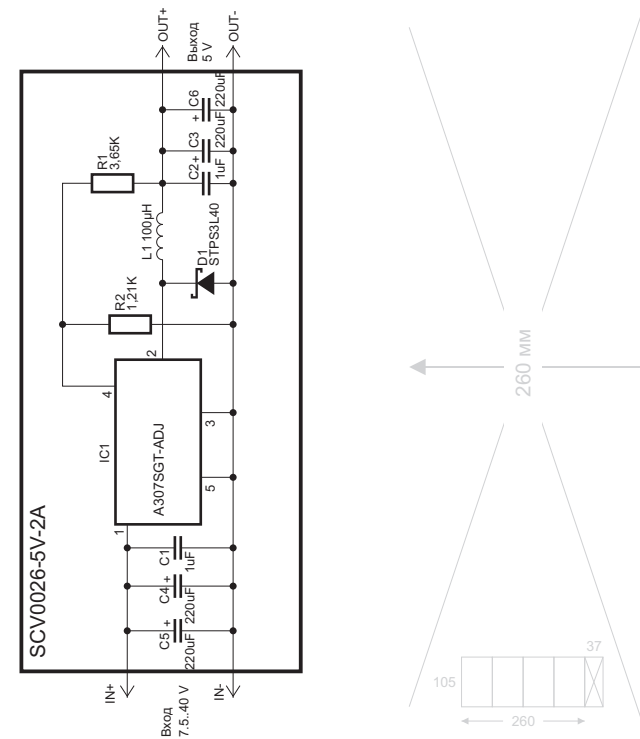 SCV0026-5V-2A
IN+
IN-
Вход
7.5..40 V
C5
+
220uF
C4
+
220uF
C1
1uF
IC1
A307SGT-ADJ
1
2
3
4
5
R2
1,21K
R1
3,65K
L1 100µH
D1
STPS3L40
C2
1uF
C3
+
220uF
C6
+
220uF
OUT+
OUT-
Выход
5 V
260 мм
105
260
37